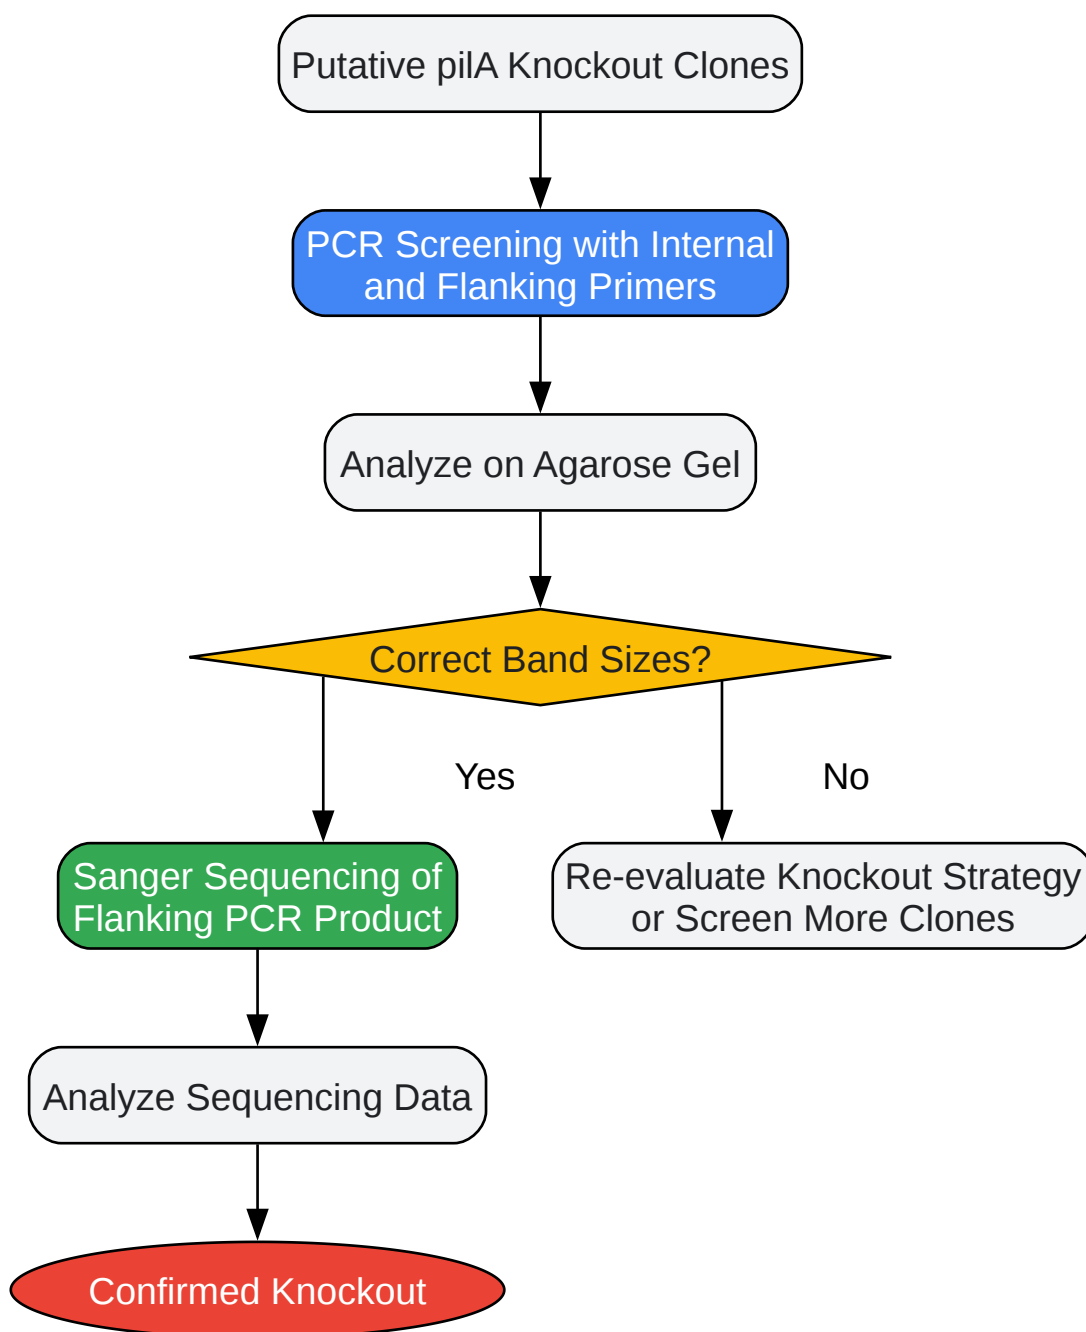 Putative pilA Knockout Clones
PCR Screening with Internal
and Flanking Primers
Analyze on Agarose Gel
Correct Band Sizes?
Yes
No
Sanger Sequencing of
Flanking PCR Product
Re-evaluate Knockout Strategy
or Screen More Clones
Analyze Sequencing Data
Confirmed Knockout